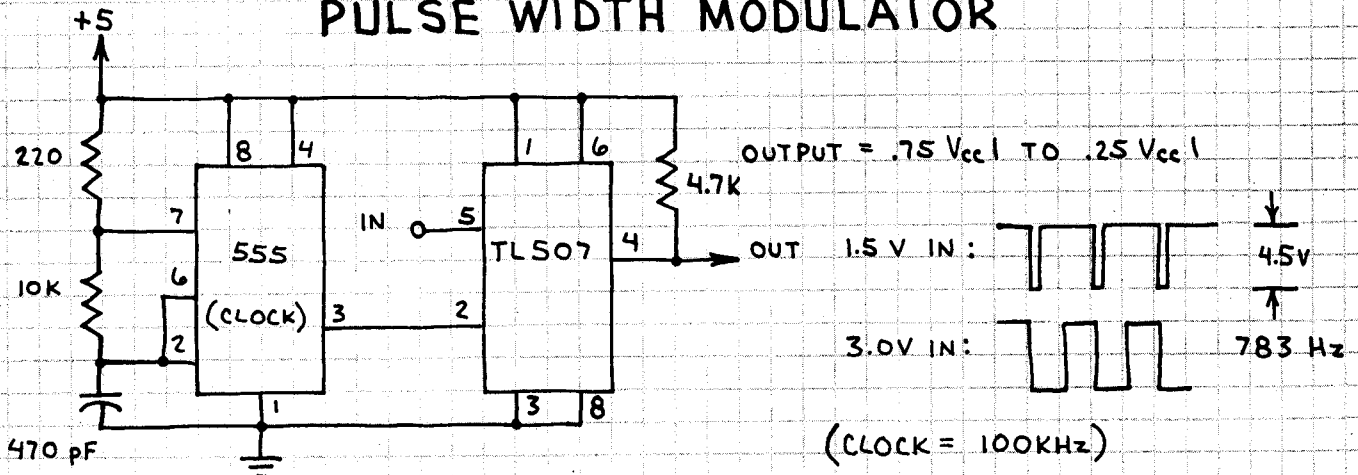 PULSE WIDTH MODULATOR
+5
220
10K
470 pF
8
4
7
6
2
555
(CLOCK)
3
1
IN
5
2
1
6
TL507
4
3
8
4.7K
OUT
OUTPUT = .75 Vcc1 TO .25 Vcc1
1.5 V IN:
4.5V
3.0V IN:
783 Hz
(CLOCK = 100KHz)